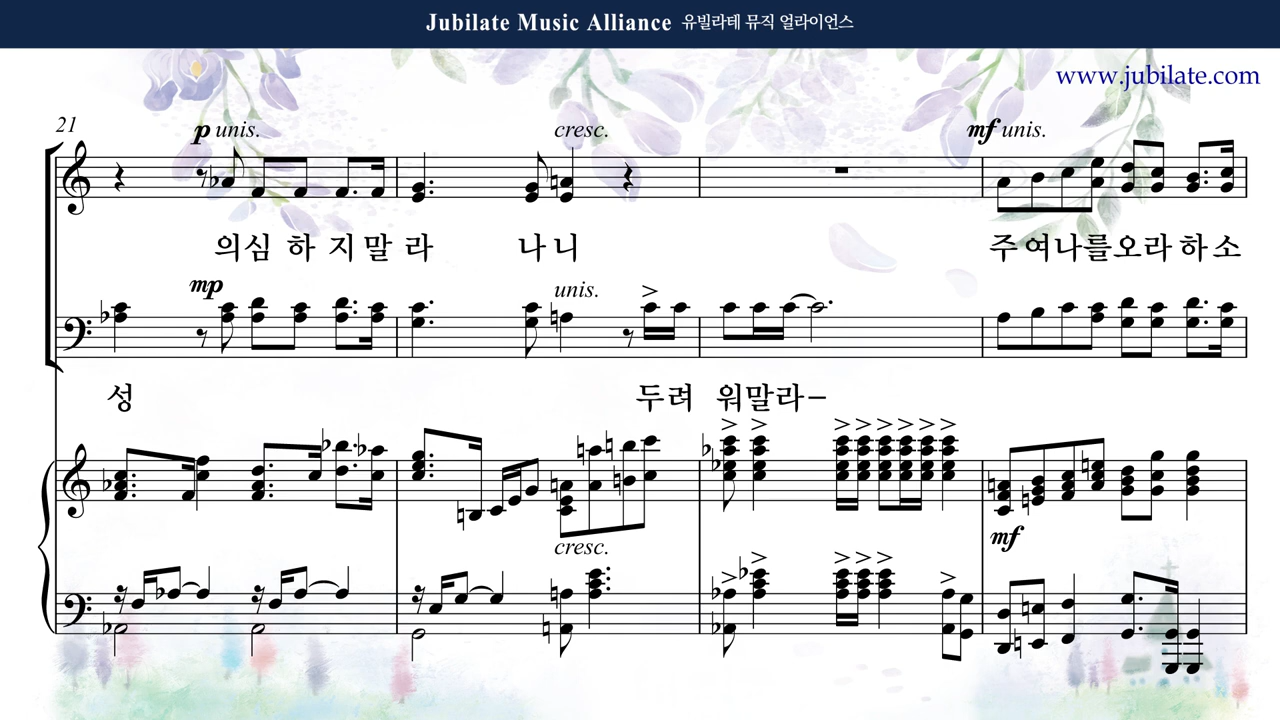 Jubilate Music Alliance 유빌라테 뮤직 얼라이언스
www.jubilate.com
21
p unis. cresc. mf unis.
의심 하 지 말 라 나 니 주 여 나 를 오 라 하 소
mp unis.
성 두 려 워 말 라 –
cresc. mf